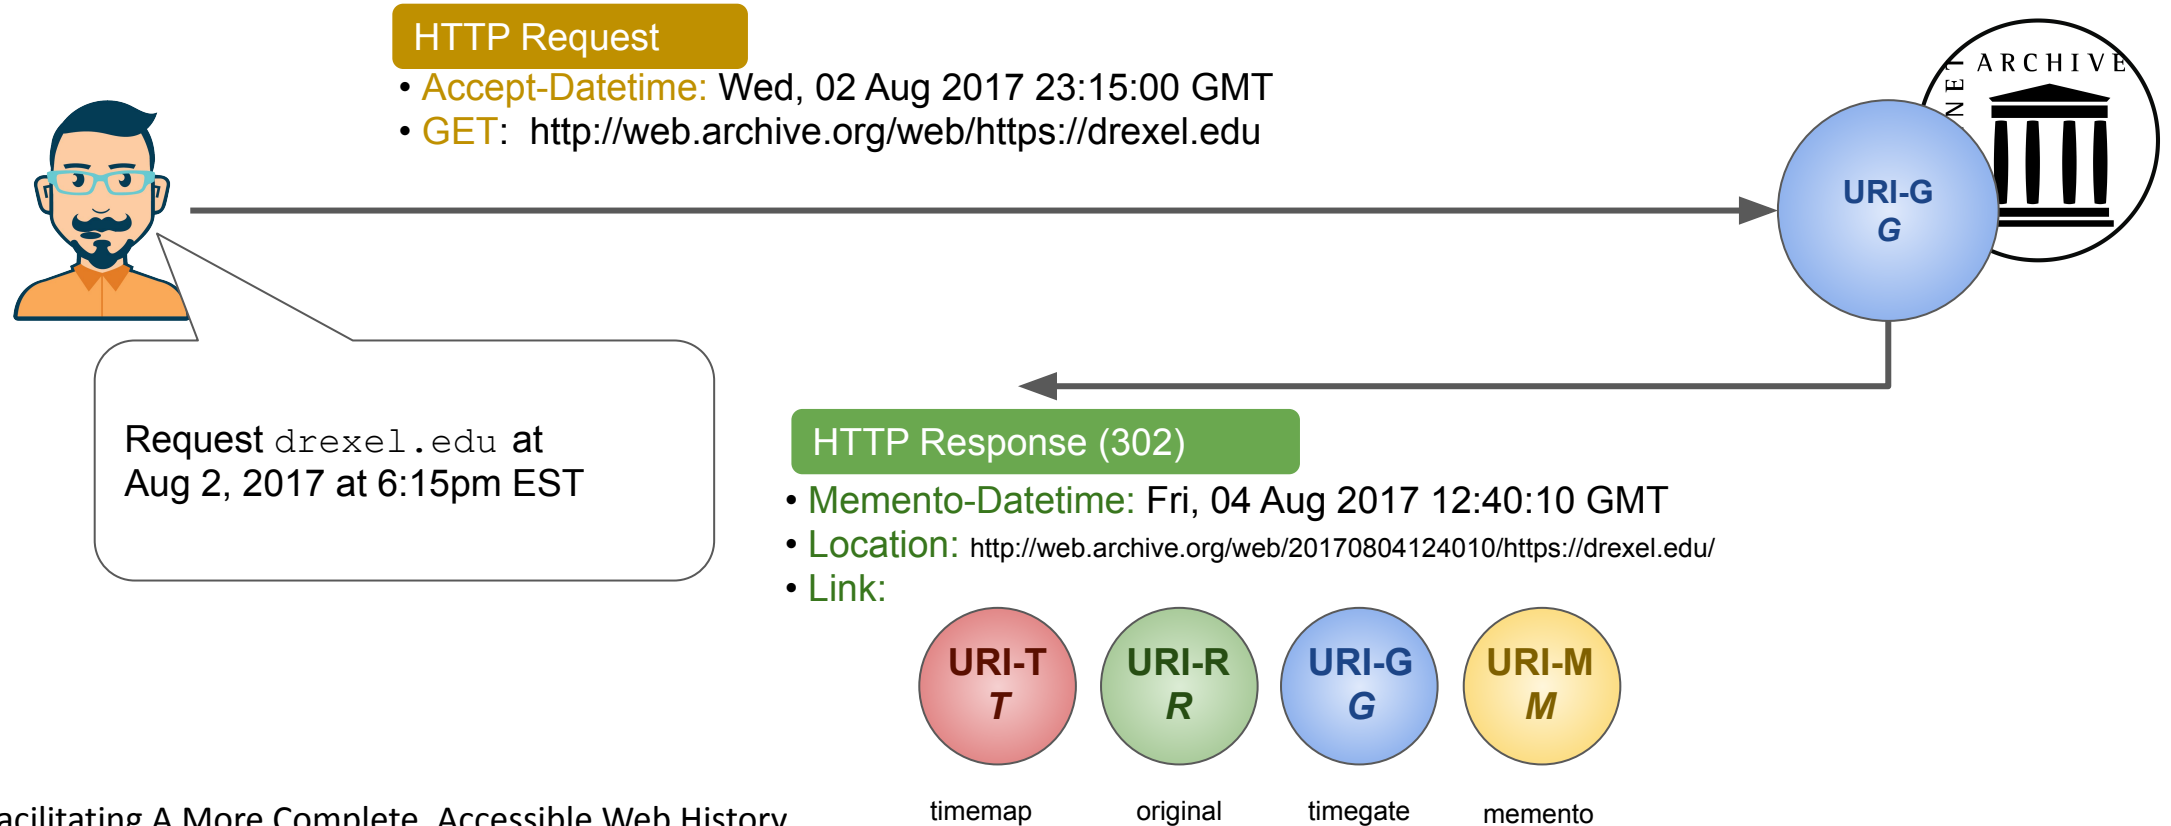 HTTP Request
• Accept-Datetime: Wed, 02 Aug 2017 23:15:00 GMT
• GET: http://web.archive.org/web/https://drexel.edu
ARCHIVE
URI-G
G
Request drexel.edu at
Aug 2, 2017 at 6:15pm EST
HTTP Response (302)
• Memento-Datetime: Fri, 04 Aug 2017 12:40:10 GMT
• Location: http://web.archive.org/web/20170804124010/https://drexel.edu/
• Link:
URI-T
T
URI-R
R
URI-G
G
URI-M
M
timemap
original
timegate
memento
acilitating A More Complete, Accessible Web History